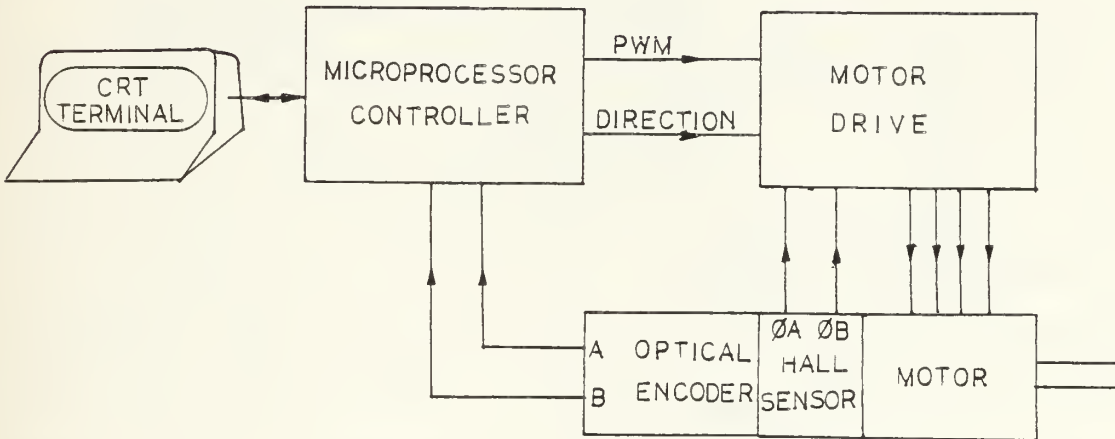 CRT
TERMINAL
MICROPROCESSOR
CONTROLLER
PWM
DIRECTION
MOTOR
DRIVE
A
B
OPTICAL
ENCODER
ØA ØB
HALL
SENSOR
MOTOR